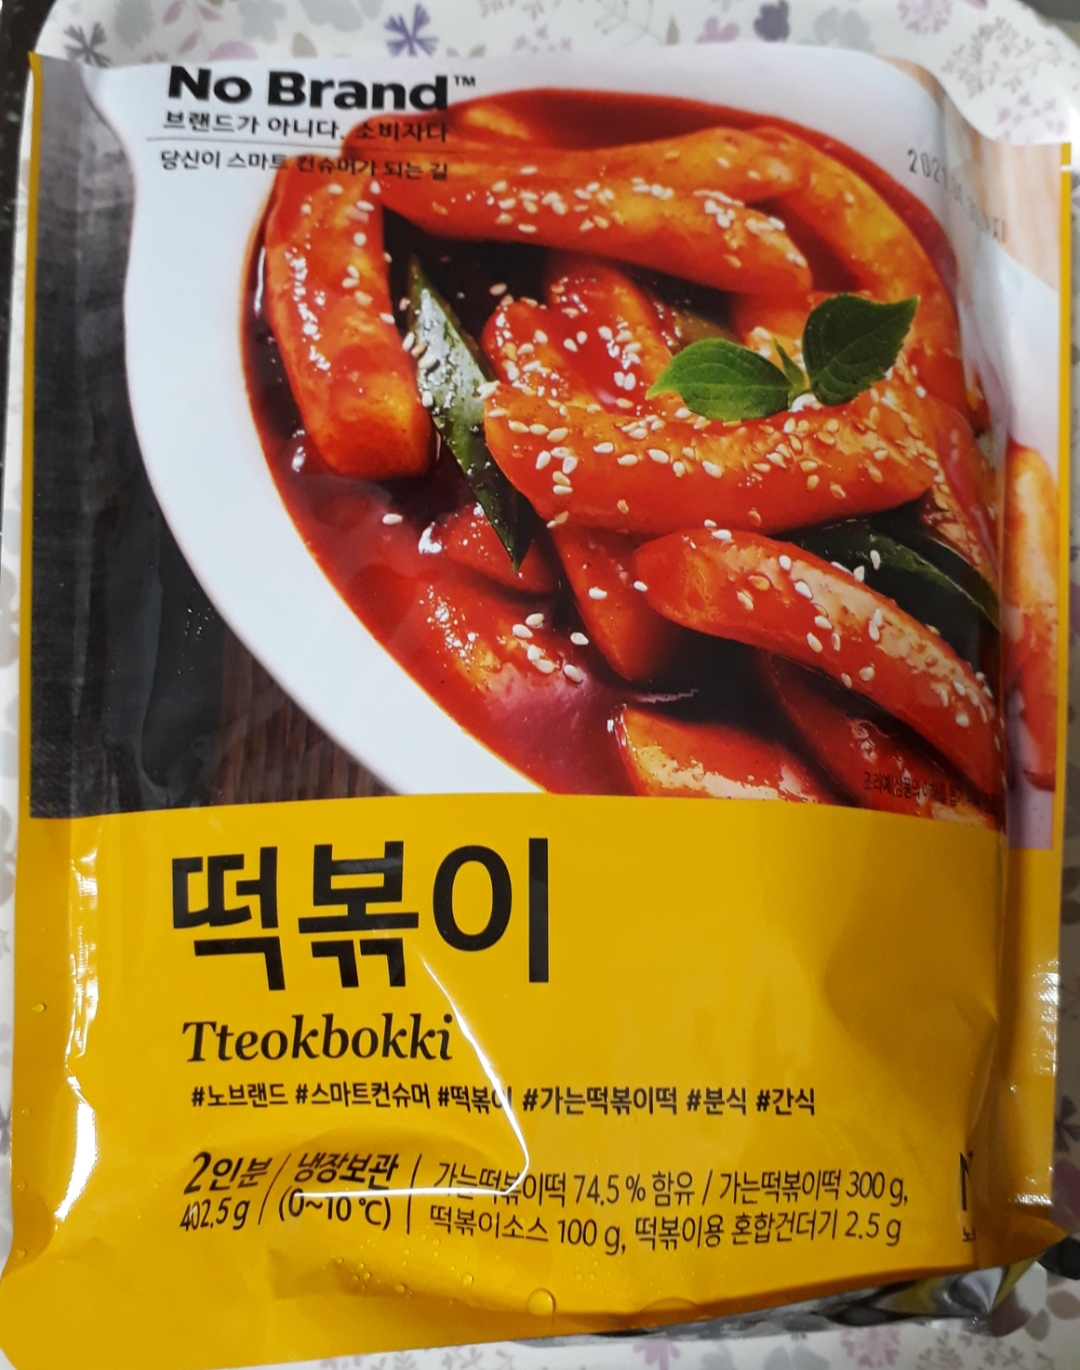 No Brand™
브랜드가 아니다. 소비자다
당신이 스마트 컨슈머가 되는 길
떡볶이
Tteokbokki
#노브랜드 #스마트컨슈머 #떡볶이 #가는떡볶이떡 #분식 #간식
2인분 / 냉장보관
402.5 g / (0~10 ℃)
가는떡볶이떡 74.5 % 함유 / 가는떡볶이떡 300 g,
떡볶이소스 100 g, 떡볶이용 혼합건더기 2.5 g